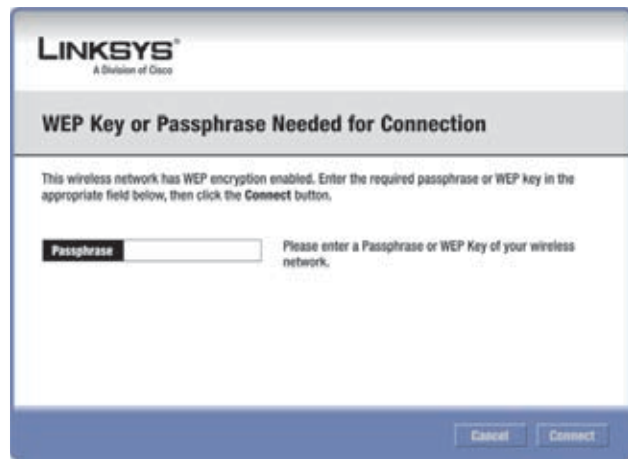 LINKSYS®
A Division of Cisco
WEP Key or Passphrase Needed for Connection
This wireless network has WEP encryption enabled. Enter the required passphrase or WEP key in the
appropriate field below, then click the Connect button.
Passphrase
Please enter a Passphrase or WEP Key of your wireless
network.
Cancel
Connect